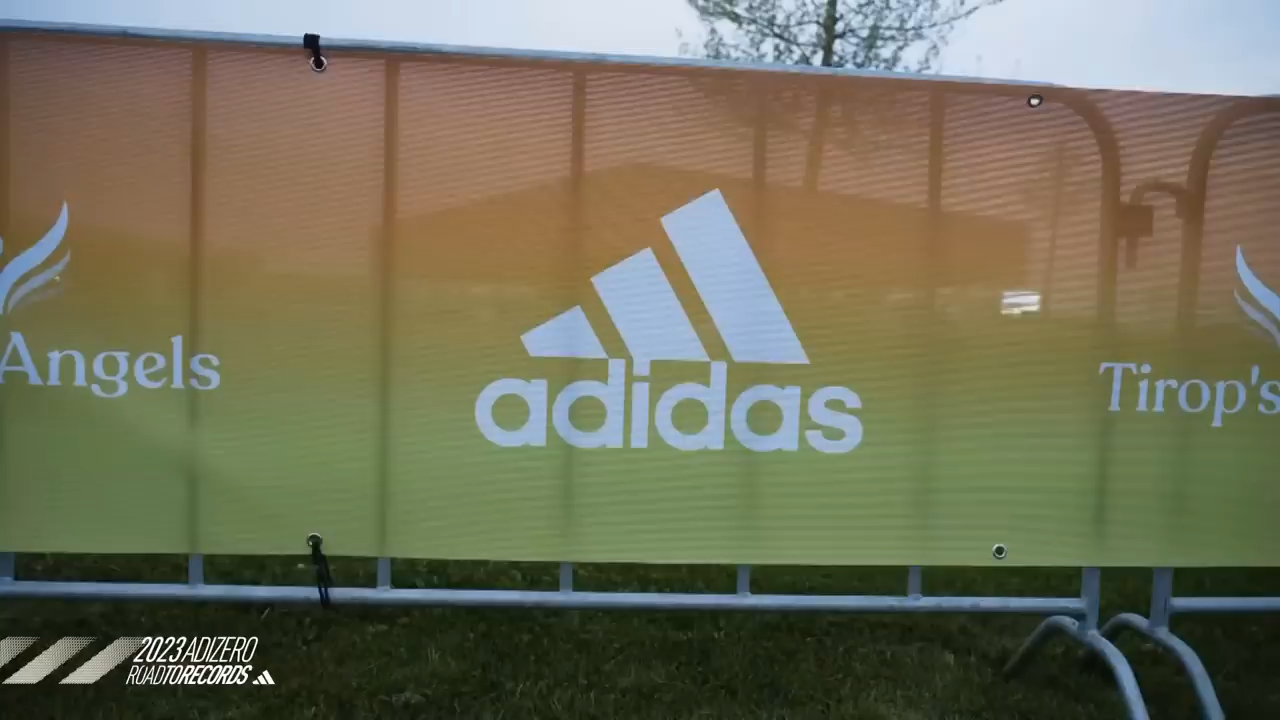 Angels
adidas
Tirop's
2023 ADIZERO
ROAD TO RECORDS